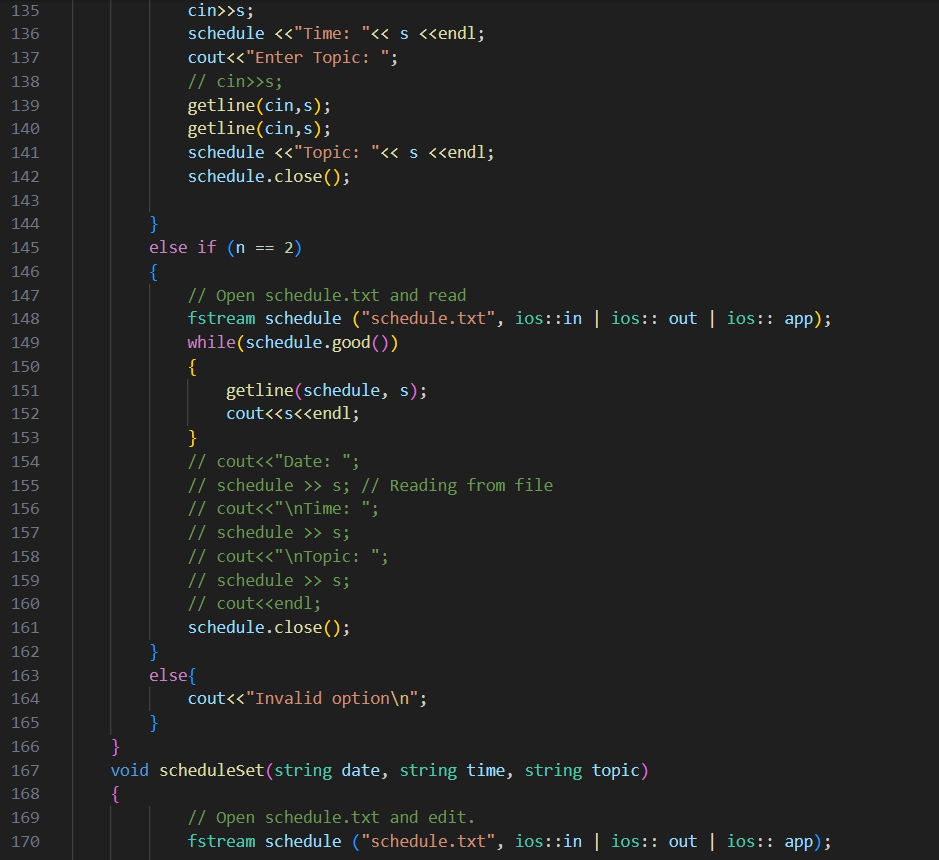 135 cin>>s;
136 schedule <<"Time: "<< s <<endl;
137 cout<<"Enter Topic: ";
138 // cin>>s;
139 getline(cin,s);
140 getline(cin,s);
141 schedule <<"Topic: "<< s <<endl;
142 schedule.close();
143
144 }
145 else if (n == 2)
146 {
147 // Open schedule.txt and read
148 fstream schedule ("schedule.txt", ios::in | ios:: out | ios:: app);
149 while(schedule.good())
150 {
151 getline(schedule, s);
152 cout<<s<<endl;
153 }
154 // cout<<"Date: ";
155 // schedule >> s; // Reading from file
156 // cout<<"\nTime: ";
157 // schedule >> s;
158 // cout<<"\nTopic: ";
159 // schedule >> s;
160 // cout<<endl;
161 schedule.close();
162 }
163 else{
164 cout<<"Invalid option\n";
165 }
166 }
167 void scheduleSet(string date, string time, string topic)
168 {
169 // Open schedule.txt and edit.
170 fstream schedule ("schedule.txt", ios::in | ios:: out | ios:: app);